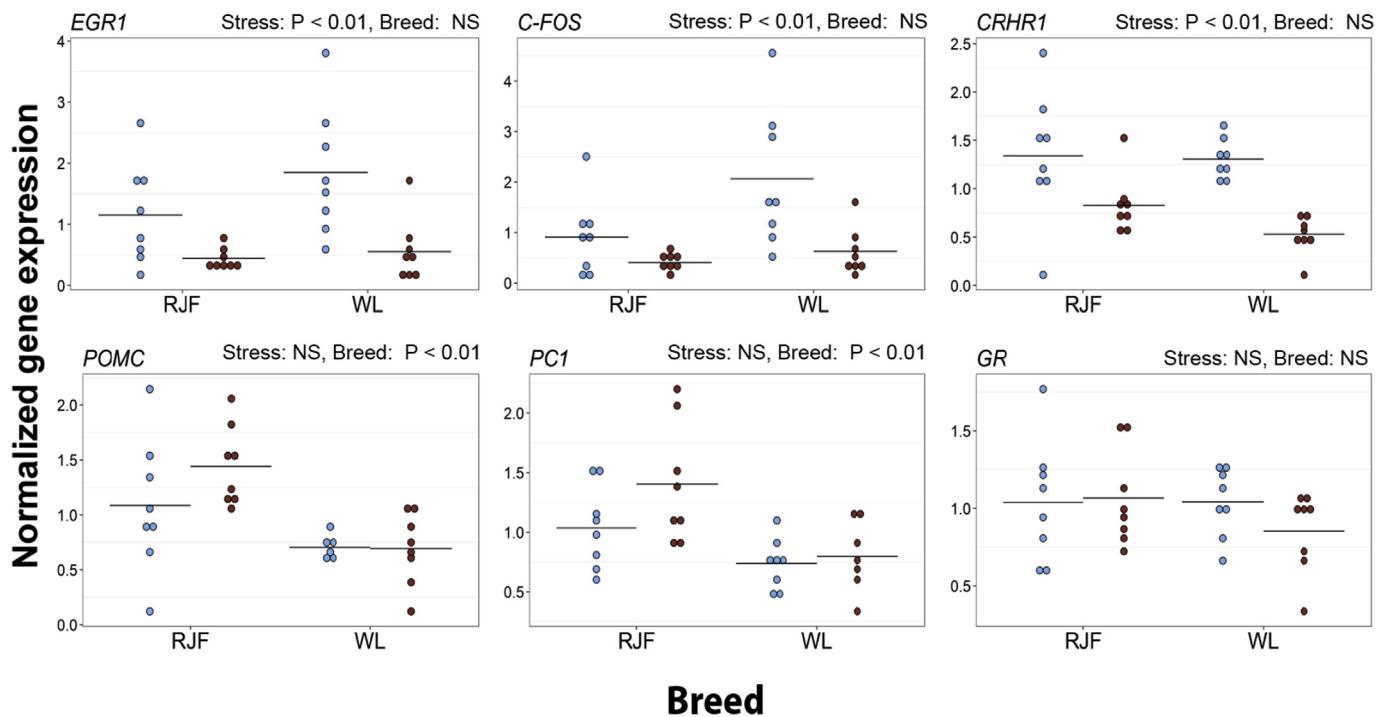 EGR1 Stress: P < 0.01, Breed: NS
C-FOS Stress: P < 0.01, Breed: NS
CRHR1 P < 0.01, Breed: NS
4
3
2
1
0
RJF WL
4
3
2
1
0
RJF WL
2.5
2.0
1.5
1.0
0.5
0.0
RJF WL
Normalized gene expression
POMC Stress: NS, Breed: P < 0.01
PC1 Stress: NS, Breed: P < 0.01
GR Stress: NS, Breed: NS
2.0
1.5
1.0
0.5
0.0
RJF WL
2.0
1.5
1.0
0.5
RJF WL
1.5
1.0
0.5
RJF WL
Breed